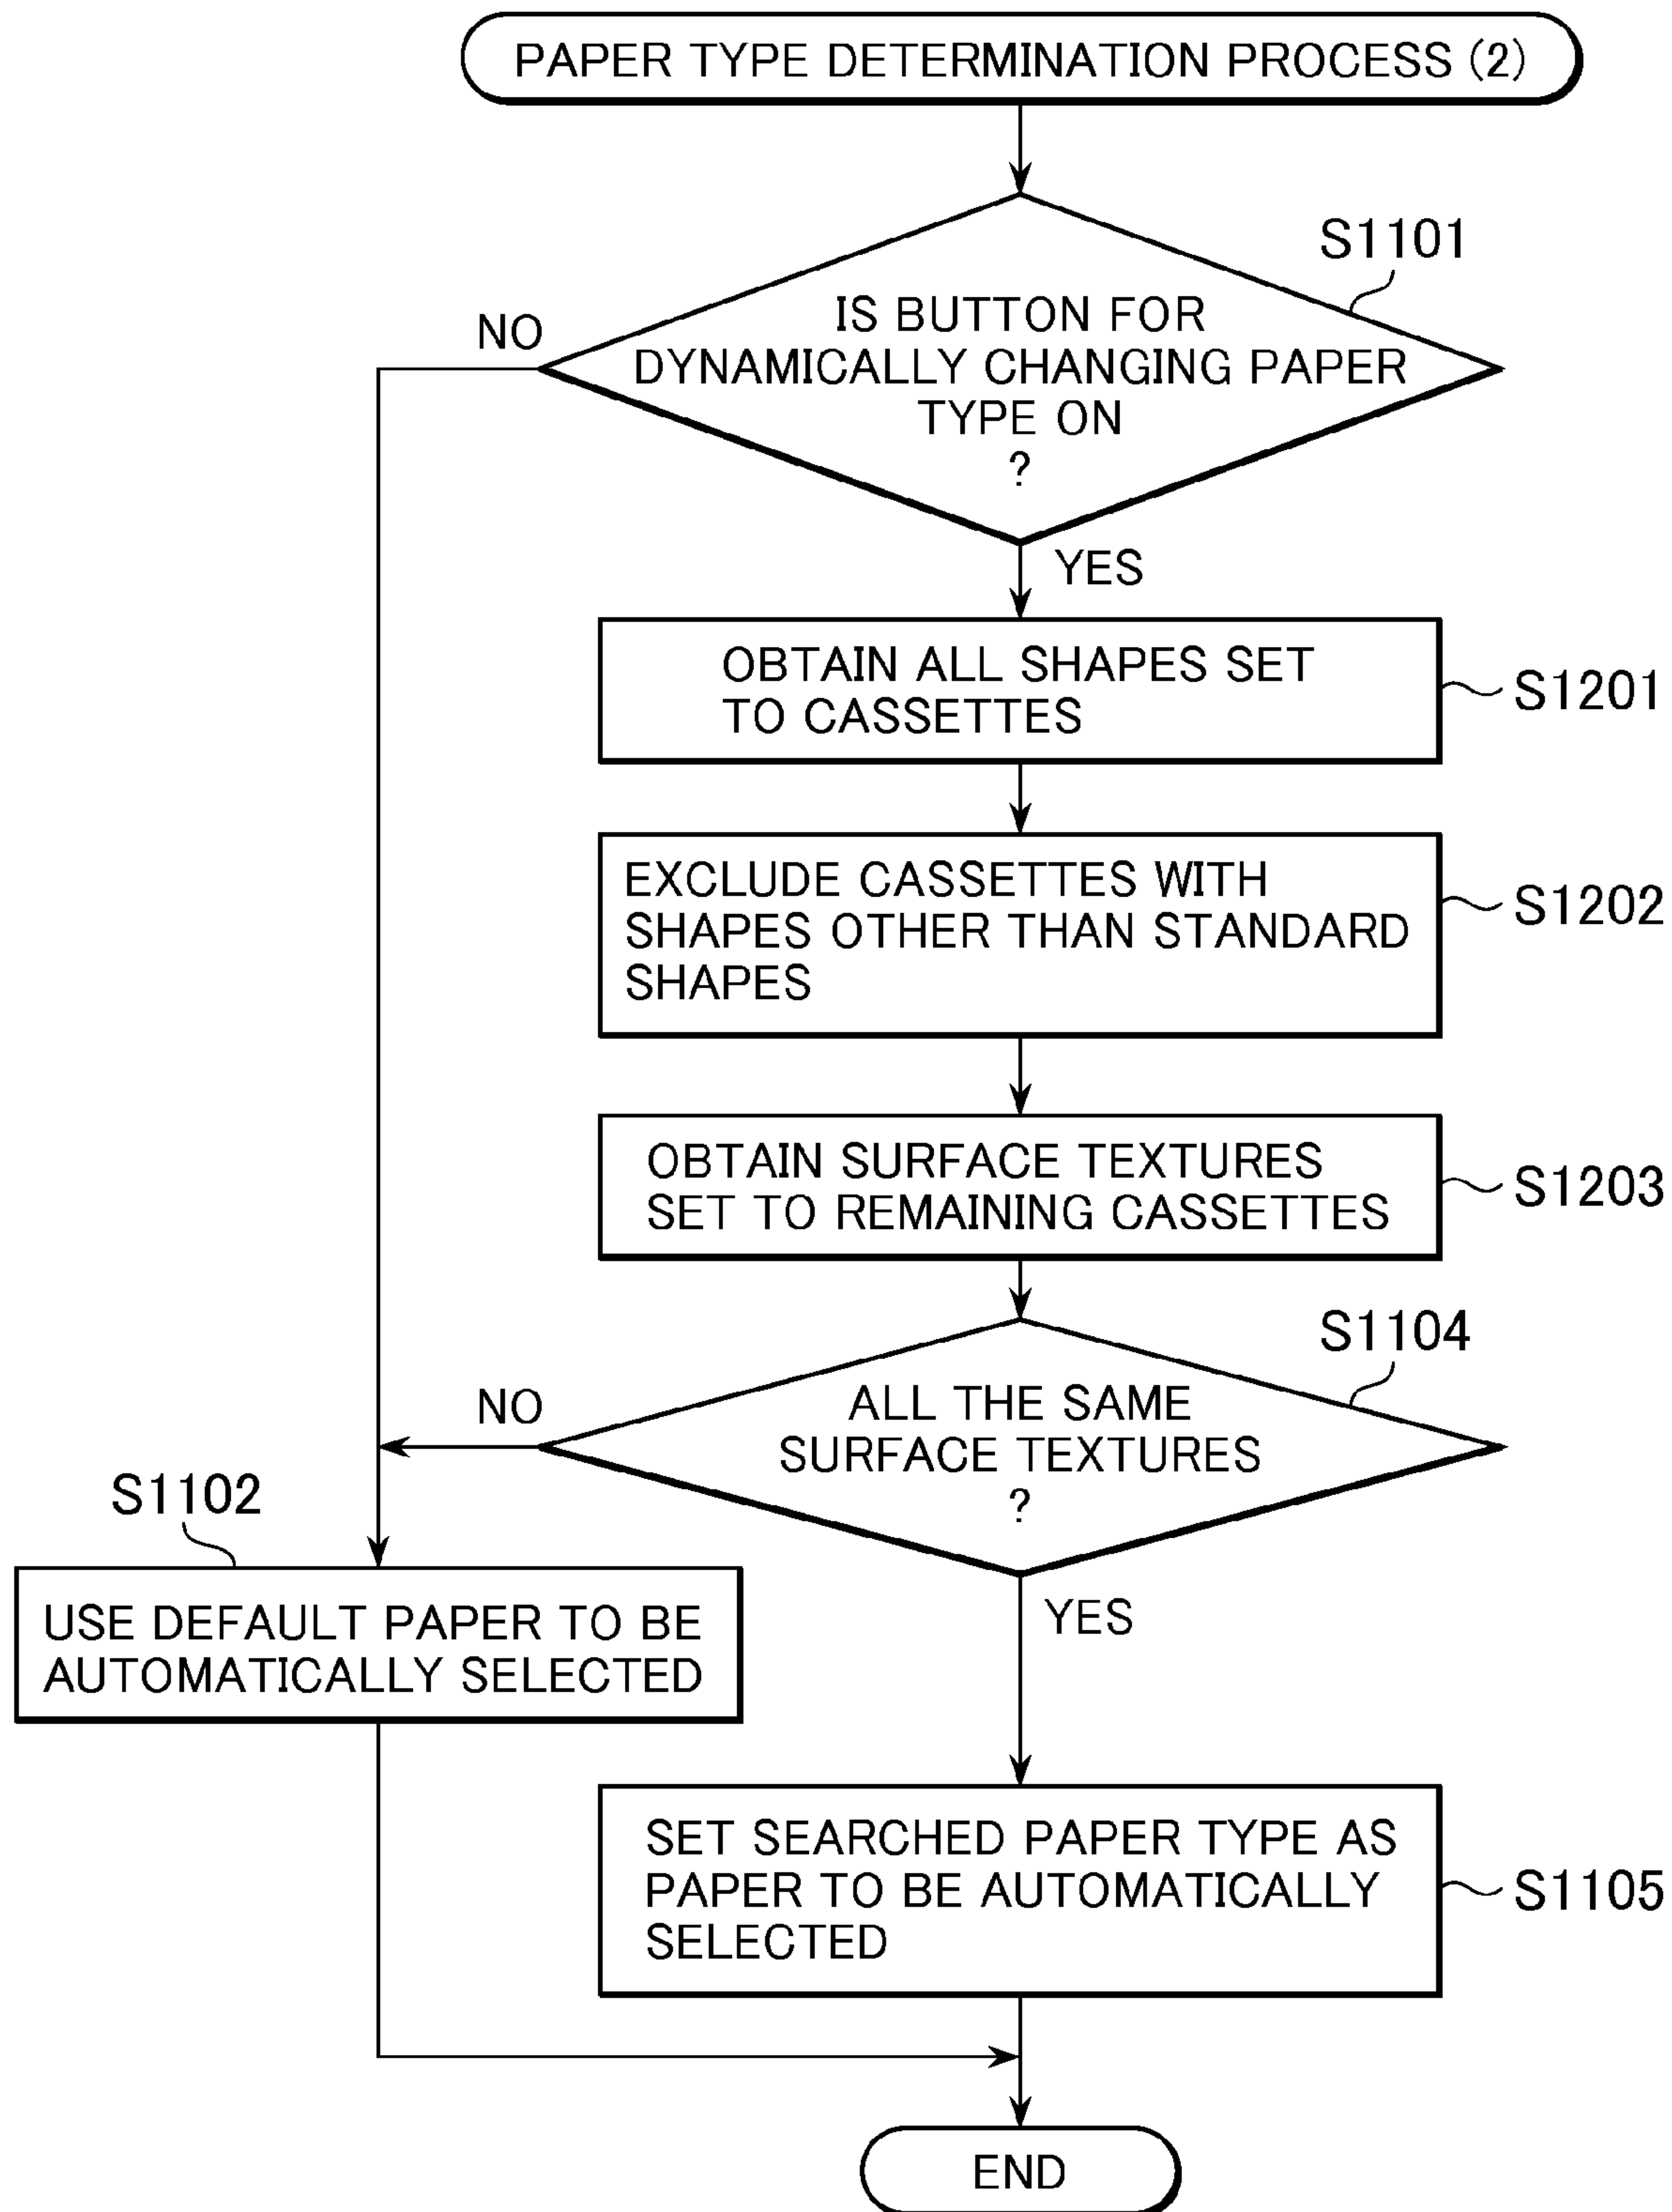 PAPER TYPE DETERMINATION PROCESS (2)
S1101
IS BUTTON FOR
DYNAMICALLY CHANGING PAPER
TYPE ON
?
NO
YES
OBTAIN ALL SHAPES SET
TO CASSETTES
S1201
EXCLUDE CASSETTES WITH
SHAPES OTHER THAN STANDARD
SHAPES
S1202
OBTAIN SURFACE TEXTURES
SET TO REMAINING CASSETTES
S1203
S1104
ALL THE SAME
SURFACE TEXTURES
?
NO
YES
S1102
USE DEFAULT PAPER TO BE
AUTOMATICALLY SELECTED
SET SEARCHED PAPER TYPE AS
PAPER TO BE AUTOMATICALLY
SELECTED
S1105
END